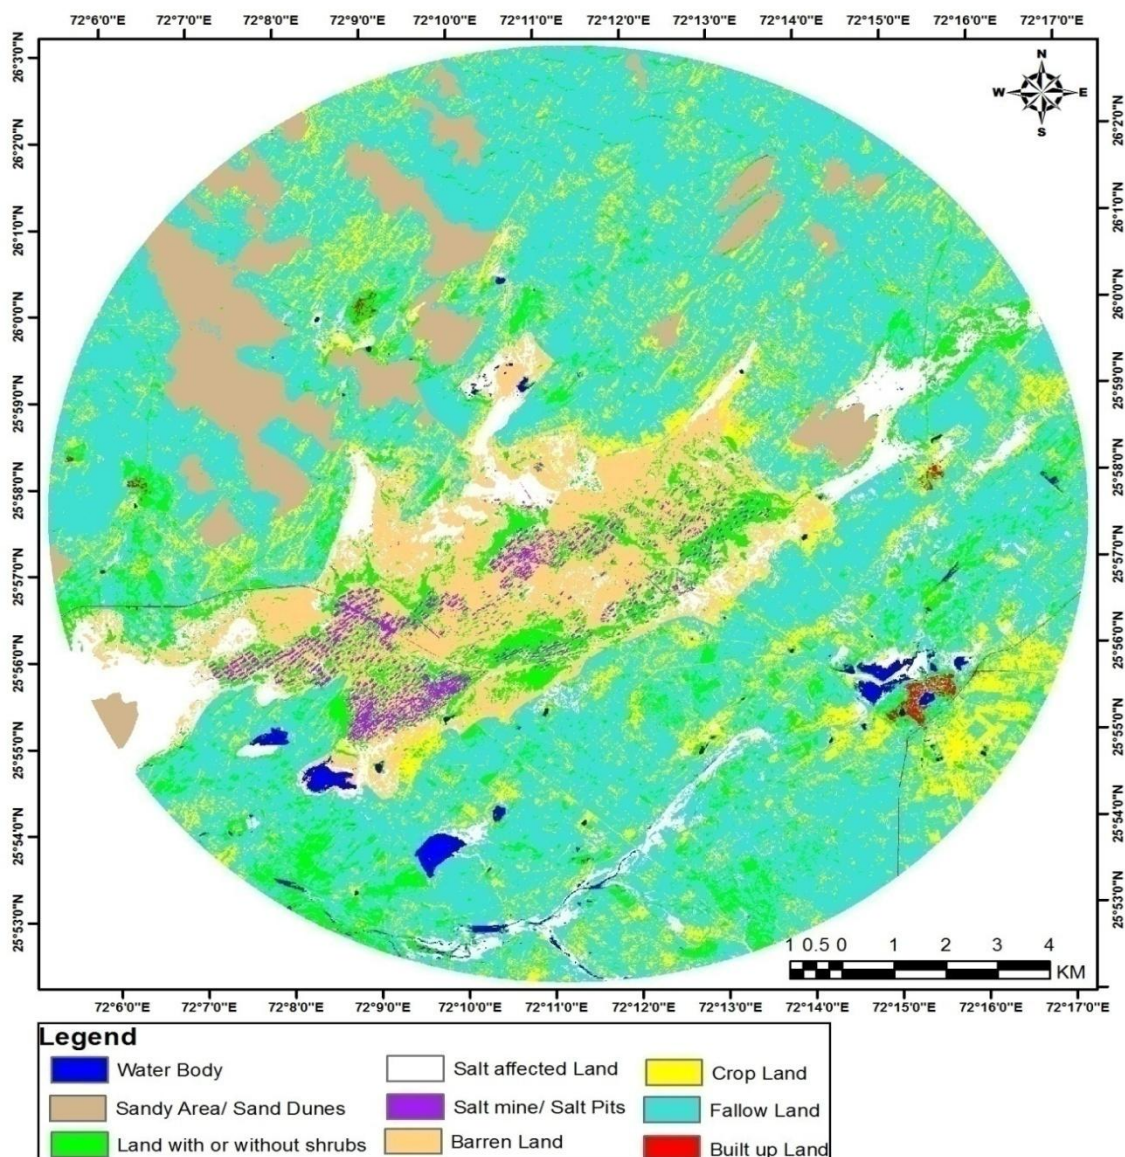 72°6'0"E 72°7'0"E 72°8'0"E 72°9'0"E 72°10'0"E 72°11'0"E 72°12'0"E 72°13'0"E 72°14'0"E 72°15'0"E 72°16'0"E 72°17'0"E
26°3'0"N
26°2'0"N
26°1'0"N
26°0'0"N
25°59'0"N
25°58'0"N
25°57'0"N
25°56'0"N
25°55'0"N
25°54'0"N
25°53'0"N
N
W E
S
26°2'0"N
26°1'0"N
26°0'0"N
25°59'0"N
25°58'0"N
25°57'0"N
25°56'0"N
25°55'0"N
25°54'0"N
25°53'0"N
1 0.5 0 1 2 3 4
KM
72°6'0"E 72°7'0"E 72°8'0"E 72°9'0"E 72°10'0"E 72°11'0"E 72°12'0"E 72°13'0"E 72°14'0"E 72°15'0"E 72°16'0"E 72°17'0"E
Legend
Water Body
Sandy Area/ Sand Dunes
Land with or without shrubs
Salt affected Land
Salt mine/ Salt Pits
Barren Land
Crop Land
Fallow Land
Built up Land